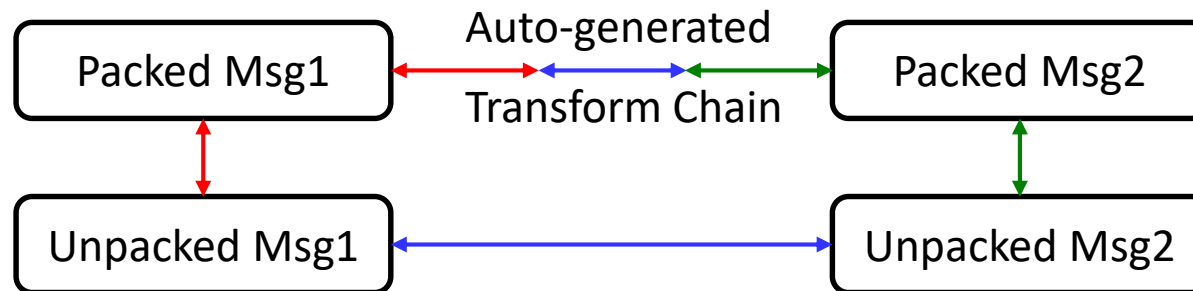 Auto-generated
Packed Msg1
Packed Msg2
Transform Chain
Unpacked Msg1
Unpacked Msg2